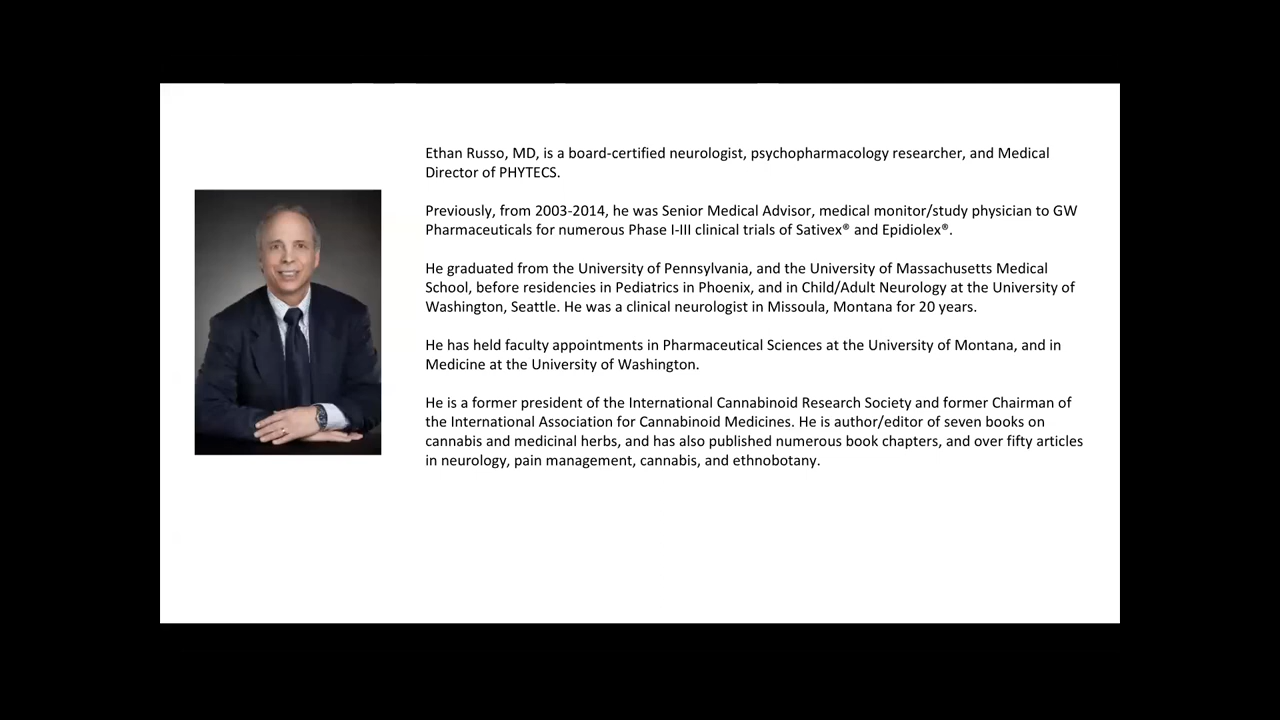 Ethan Russo, MD, is a board-certified neurologist, psychopharmacology researcher, and Medical
Director of PHYTECS.
Previously, from 2003-2014, he was Senior Medical Advisor, medical monitor/study physician to GW
Pharmaceuticals for numerous Phase I-III clinical trials of Sativex® and Epidiolex®.
He graduated from the University of Pennsylvania, and the University of Massachusetts Medical
School, before residencies in Pediatrics in Phoenix, and in Child/Adult Neurology at the University of
Washington, Seattle. He was a clinical neurologist in Missoula, Montana for 20 years.
He has held faculty appointments in Pharmaceutical Sciences at the University of Montana, and in
Medicine at the University of Washington.
He is a former president of the International Cannabinoid Research Society and former Chairman of
the International Association for Cannabinoid Medicines. He is author/editor of seven books on
cannabis and medicinal herbs, and has also published numerous book chapters, and over fifty articles
in neurology, pain management, cannabis, and ethnobotany.